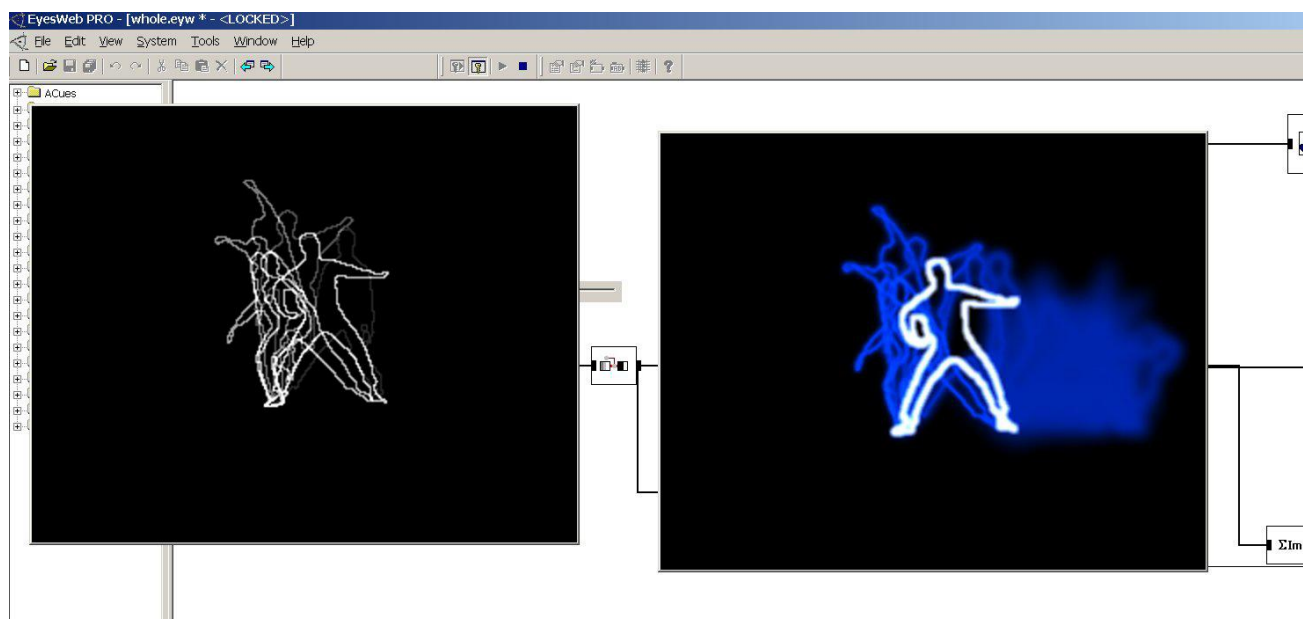 EyesWeb PRO - [whole.eyw * - <LOCKED>]
File Edit View System Tools Window Help
ACues
ΣIm